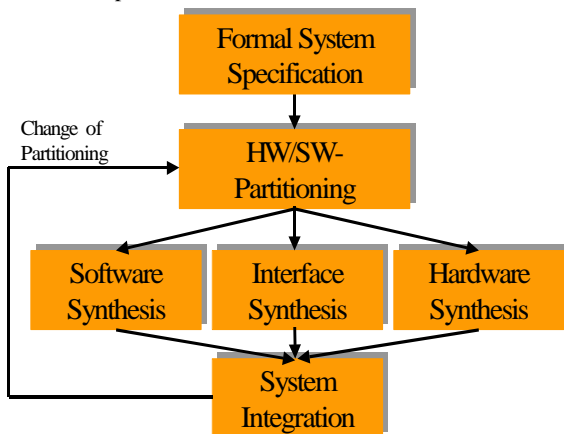 Formal System
Specification
Change of
Partitioning
HW/SW-
Partitioning
Software
Synthesis
Interface
Synthesis
Hardware
Synthesis
System
Integration